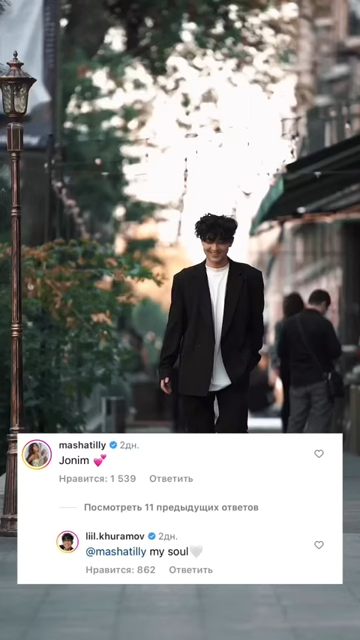 mashatilly 2дн.
Jonim 💕
Нравится: 1 539 Ответить
Посмотреть 11 предыдущих ответов
liil.khuramov 2дн.
@mashatilly my soul🤍
Нравится: 862 Ответить